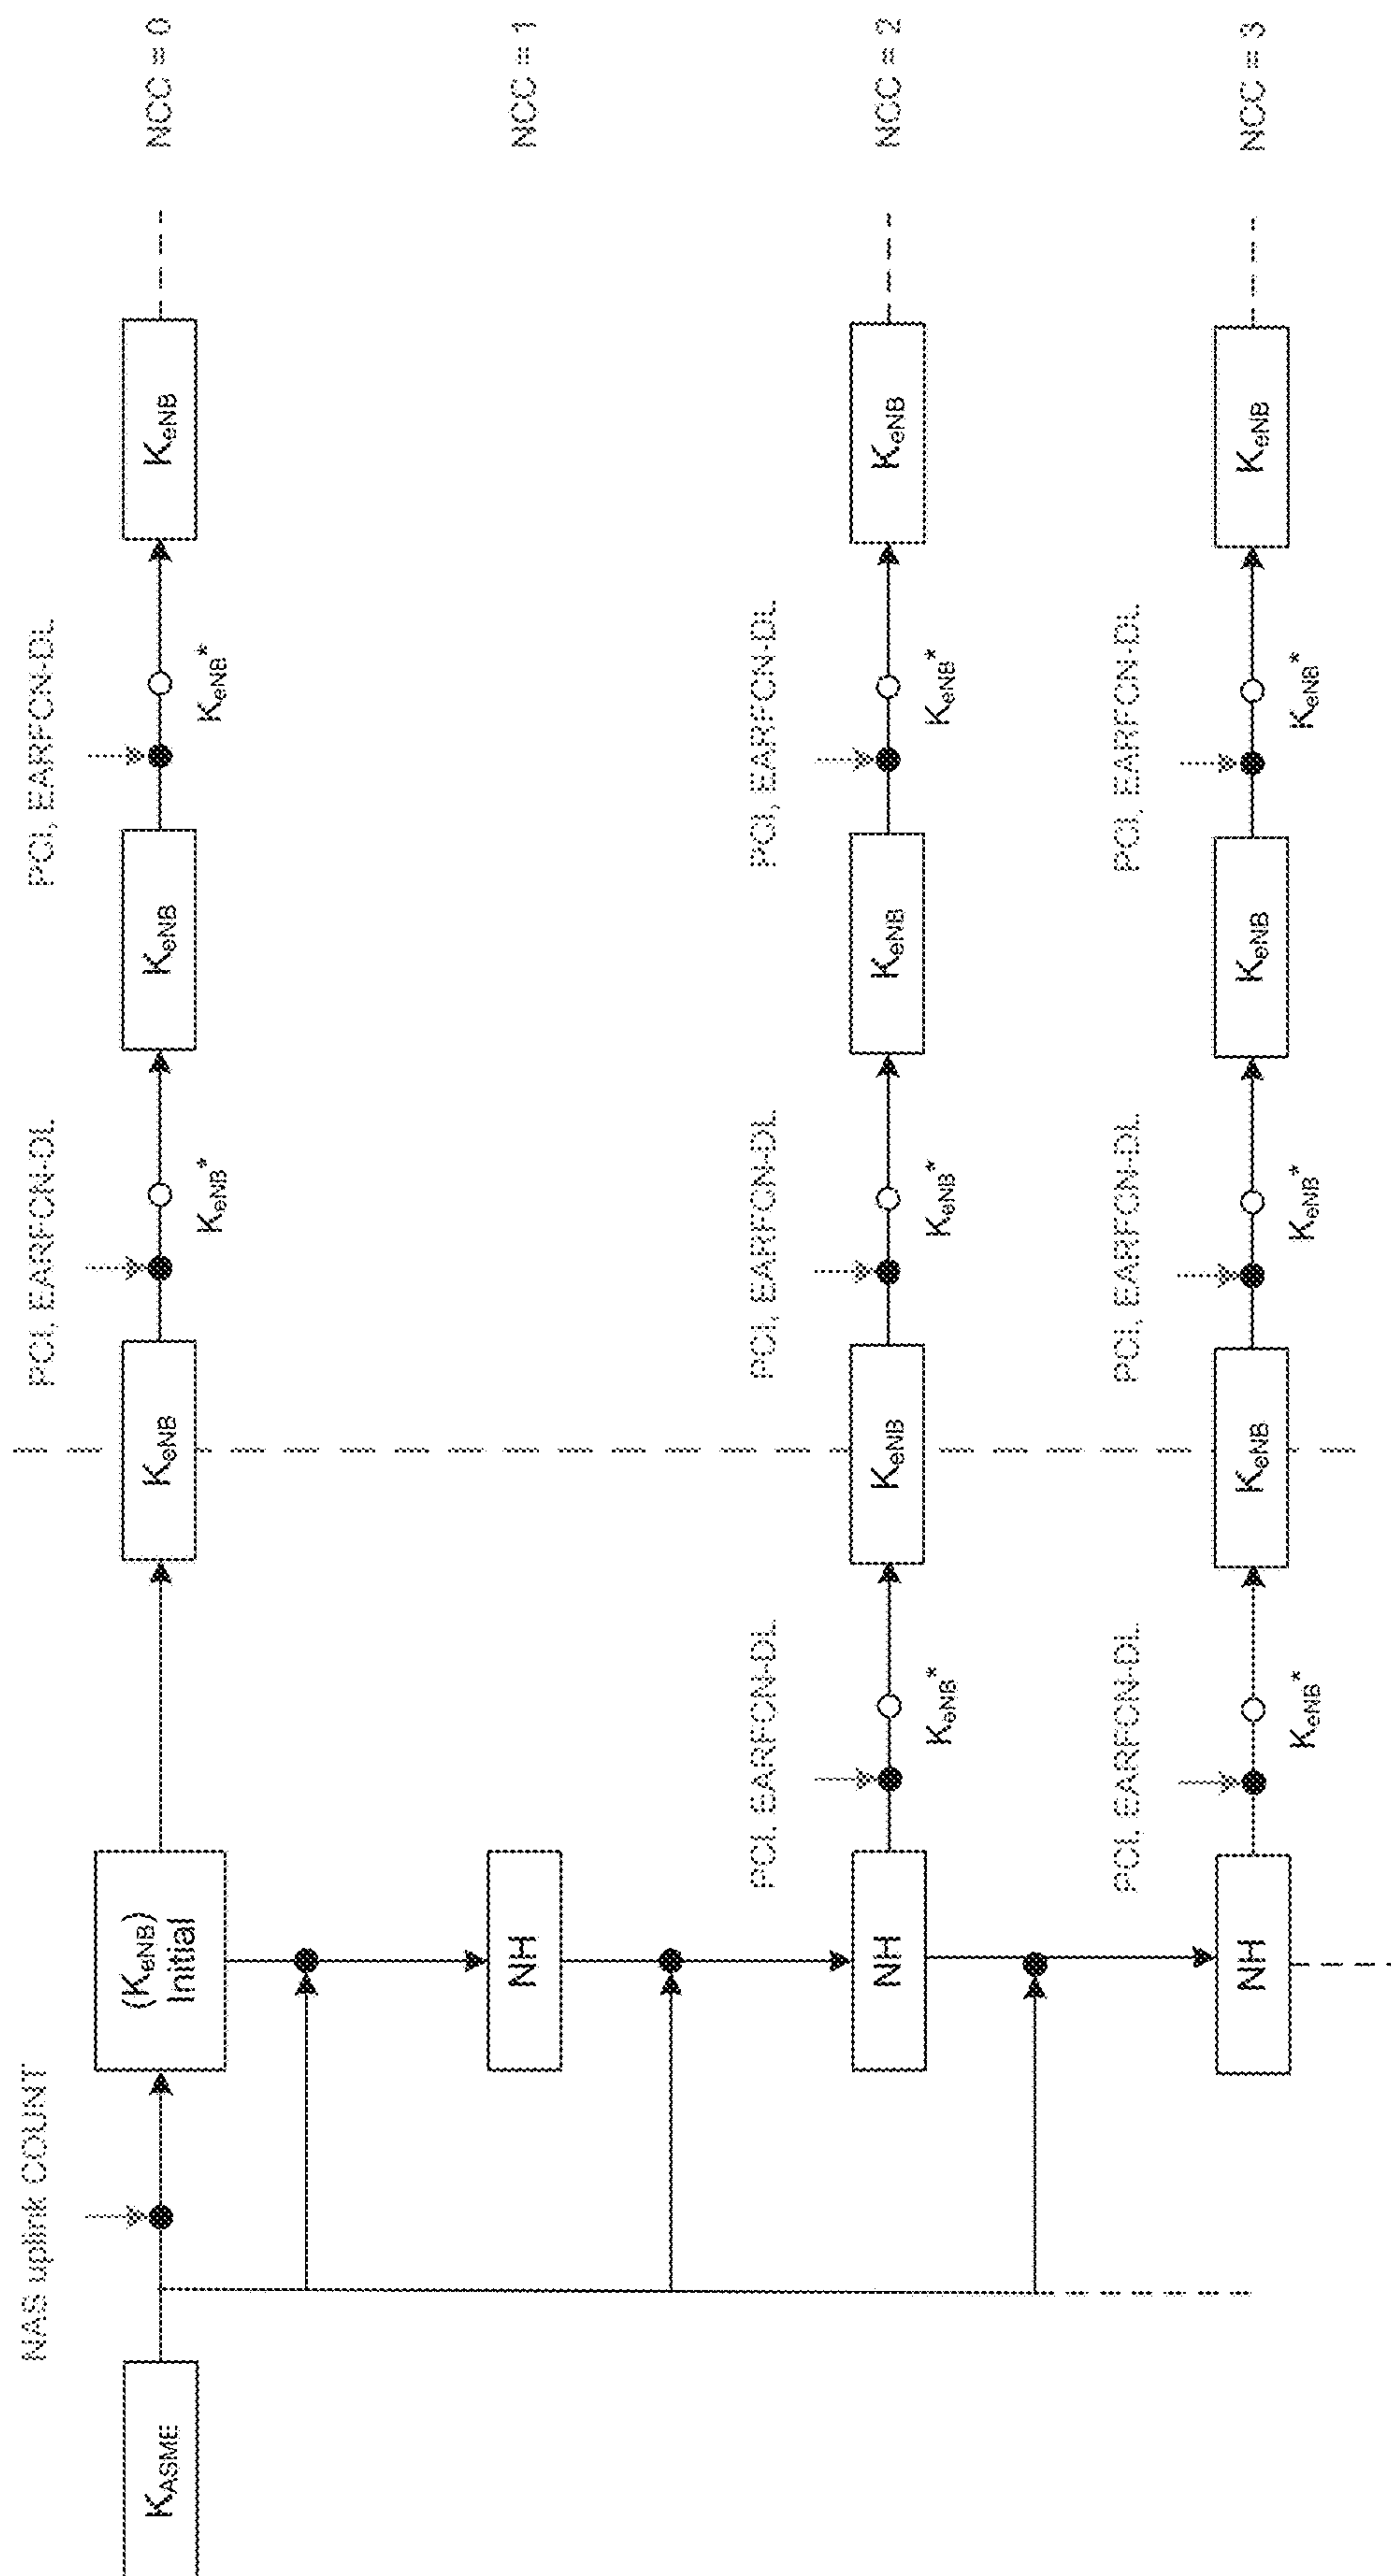 NAS uplink COUNT
PCI, EARFCN-DL
PCI, EARFCN-DL
KASME
(KeNB)
Initial
KeNB
KeNB*
KeNB
KeNB*
KeNB
NCC = 0
NH
NCC = 1
PCI, EARFCN-DL
PCI, EARFCN-DL
PCI, EARFCN-DL
NH
KeNB*
KeNB
KeNB*
KeNB
KeNB*
KeNB
NCC = 2
PCI, EARFCN-DL
PCI, EARFCN-DL
PCI, EARFCN-DL
NH
KeNB*
KeNB
KeNB*
KeNB
KeNB*
KeNB
NCC = 3